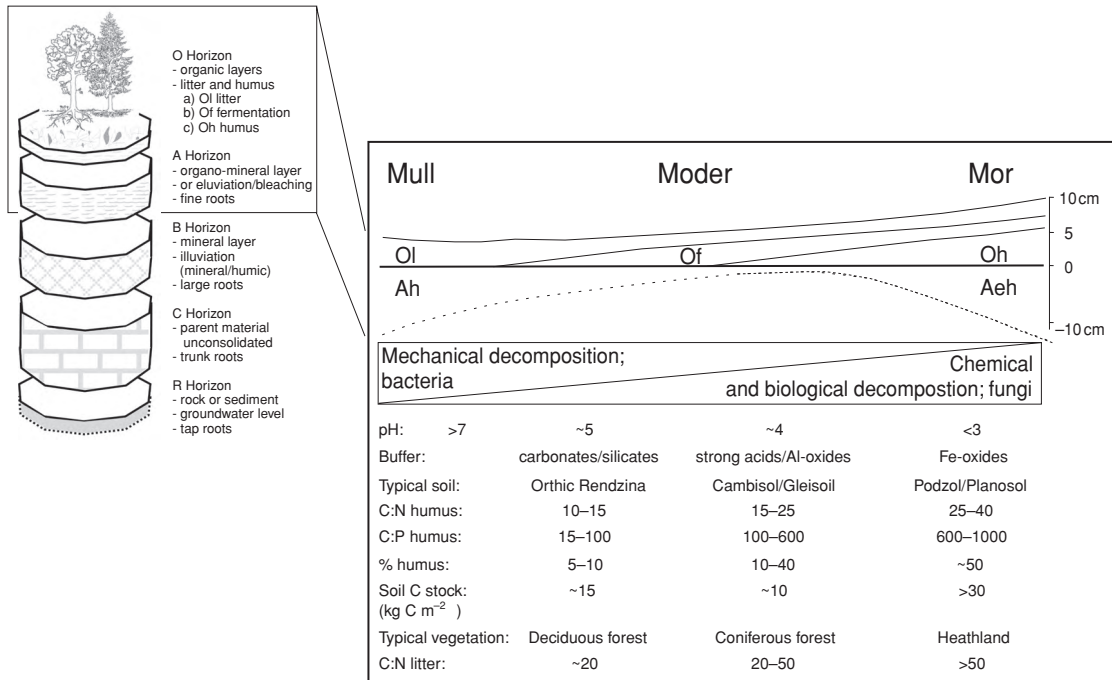 O Horizon
- organic layers
- litter and humus
a) Ol litter
b) Of fermentation
c) Oh humus
A Horizon
- organo-mineral layer
- or eluviation/bleaching
- fine roots
B Horizon
- mineral layer
- illuviation
(mineral/humic)
- large roots
C Horizon
- parent material
unconsolidated
- trunk roots
R Horizon
- rock or sediment
- groundwater level
- tap roots
Mull Moder Mor
10 cm
5
Ol Of Oh 0
Ah Aeh
–10 cm
Mechanical decomposition;
bacteria
Chemical
and biological decompostion; fungi
pH: >7 ~5 ~4 <3
Buffer: carbonates/silicates strong acids/Al-oxides Fe-oxides
Typical soil: Orthic Rendzina Cambisol/Gleisoil Podzol/Planosol
C:N humus: 10–15 15–25 25–40
C:P humus: 15–100 100–600 600–1000
% humus: 5–10 10–40 ~50
Soil C stock: ~15 ~10 >30
(kg C m⁻² )
Typical vegetation: Deciduous forest Coniferous forest Heathland
C:N litter: ~20 20–50 >50